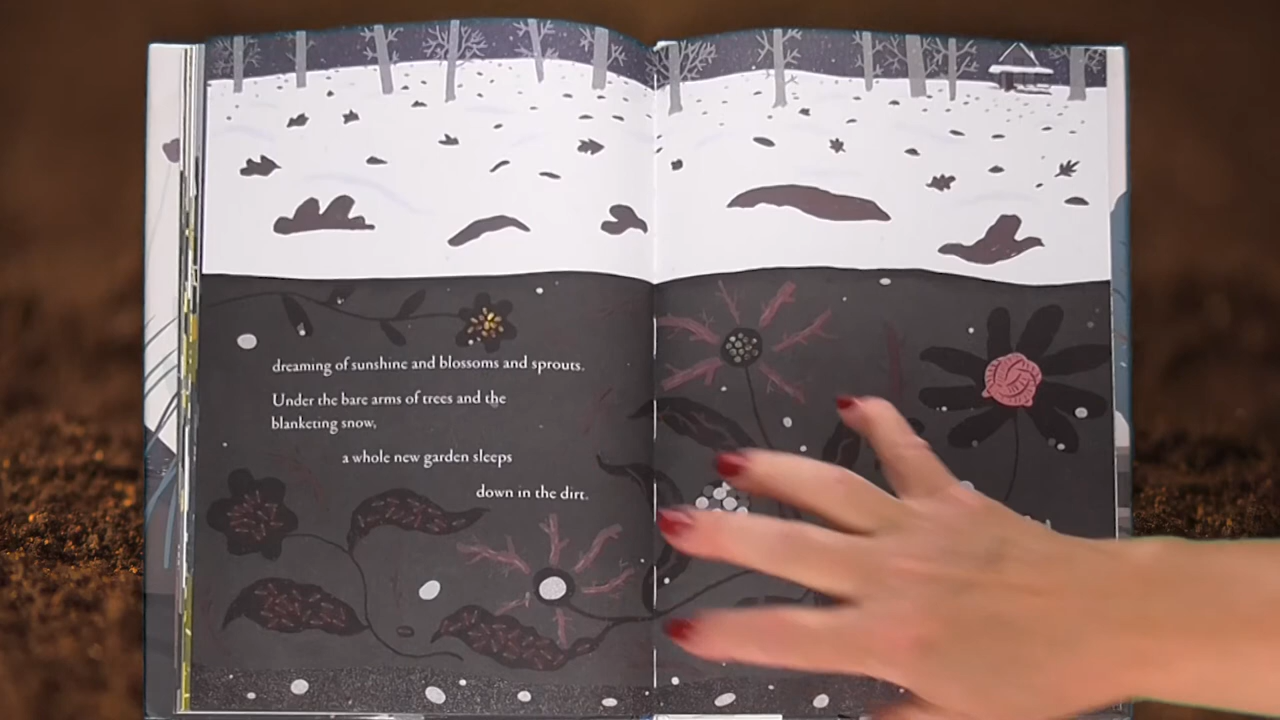 dreaming of sunshine and blossoms and sprouts.
Under the bare arms of trees and the
blanketing snow,
a whole new garden sleeps
down in the dirt.